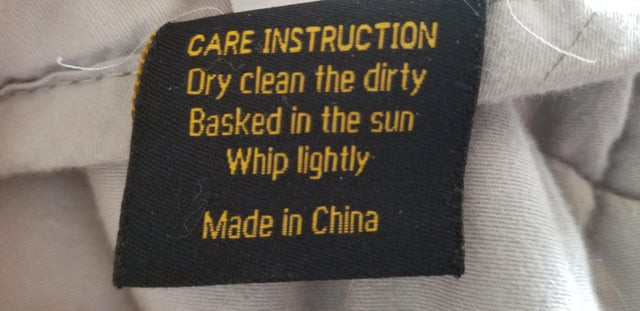 CARE INSTRUCTION
Dry clean the dirty
Basked in the sun
Whip lightly
Made in China